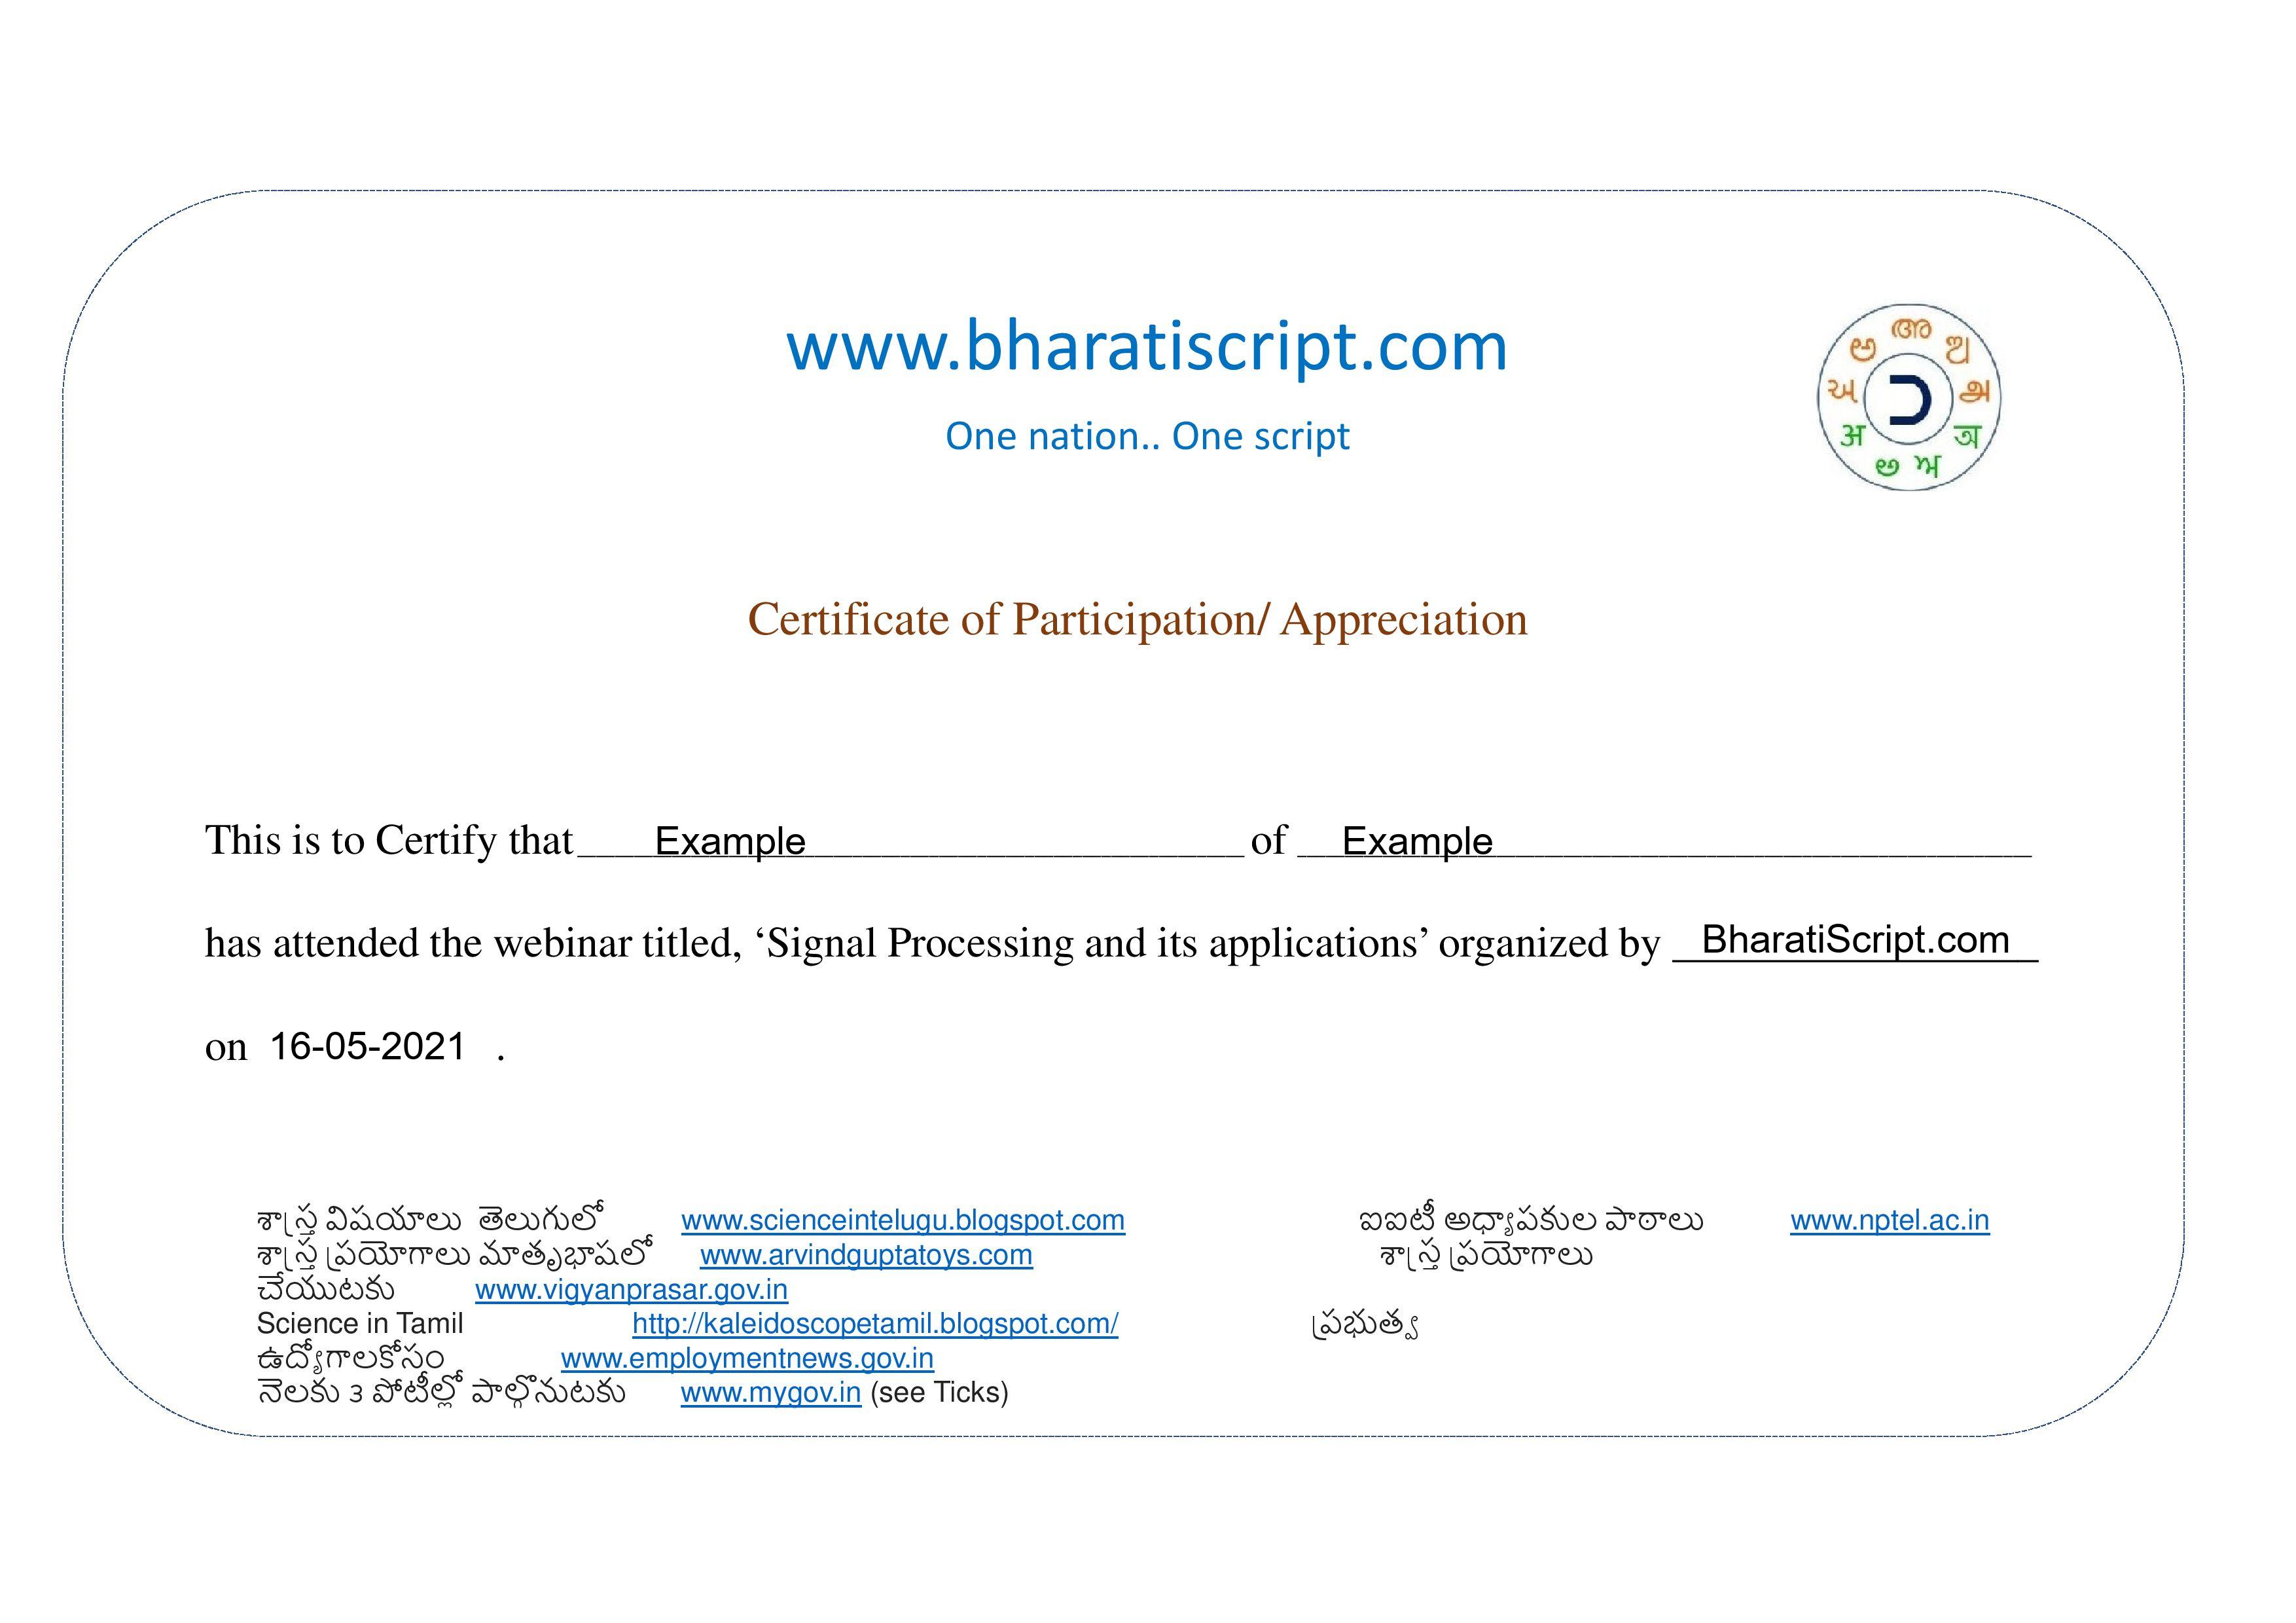 www.bharatiscript.com
One nation.. One script
അ
ಅ
ଅ
અ
அ
ᱛ
अ
অ
అ
ਅ
Certificate of Participation/ Appreciation
This is to Certify that Example of Example
has attended the webinar titled, ‘Signal Processing and its applications’ organized by BharatiScript.com
on 16-05-2021 .
శాస్త్ర విషయాలు తెలుగులో www.scienceintelugu.blogspot.com ఐఐటీ అధ్యాపకుల పాఠాలు www.nptel.ac.in
శాస్త్ర ప్రయోగాలు మాతృభాషలో www.arvindguptatoys.com శాస్త్ర ప్రయోగాలు
చేయుటకు www.vigyanprasar.gov.in
Science in Tamil http://kaleidoscopetamil.blogspot.com/ ప్రభుత్వ
ఉద్యోగాలకోసం www.employmentnews.gov.in
నెలకు 3 పోటీల్లో పాల్గొనుటకు www.mygov.in (see Ticks)